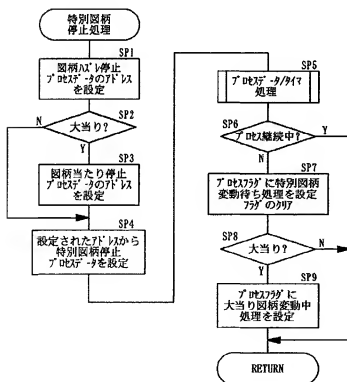 特別図柄
停止処理
SP1
図柄ハズレ停止
プロセスデータのアドレス
を設定
SP2
大当り?
N
Y
SP3
図柄当たり停止
プロセスデータのアドレス
を設定
SP4
設定されたアドレスから
特別図柄停止
プロセスデータを設定
SP5
プロセスデータ/タイマ
処理
SP6
プロセス継続中?
Y
N
SP7
プロセスフラグに特別図柄
変動待ち処理を設定
フラグのクリア
SP8
大当り?
N
Y
SP9
プロセスフラグに
大当り図柄変動中
処理を設定
RETURN